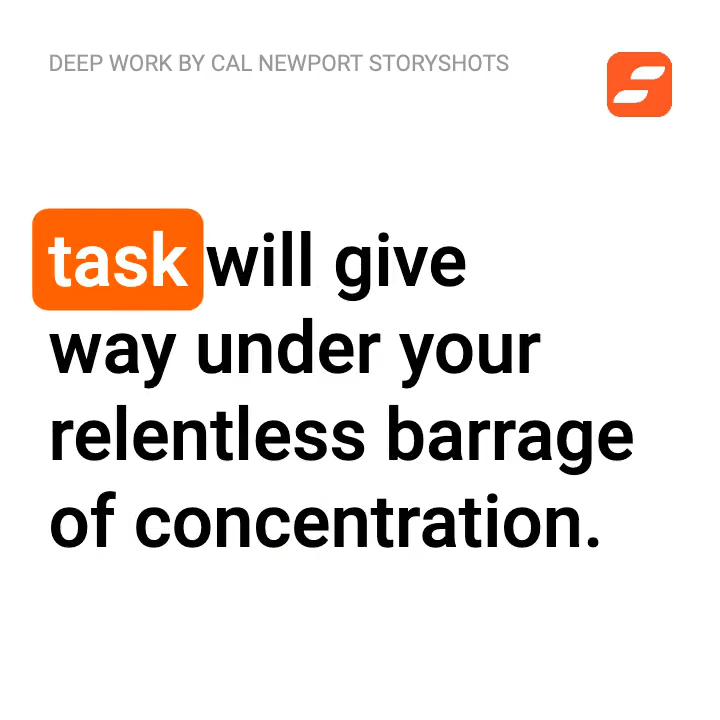 DEEP WORK BY CAL NEWPORT STORYSHOTS
task will give
way under your
relentless barrage
of concentration.